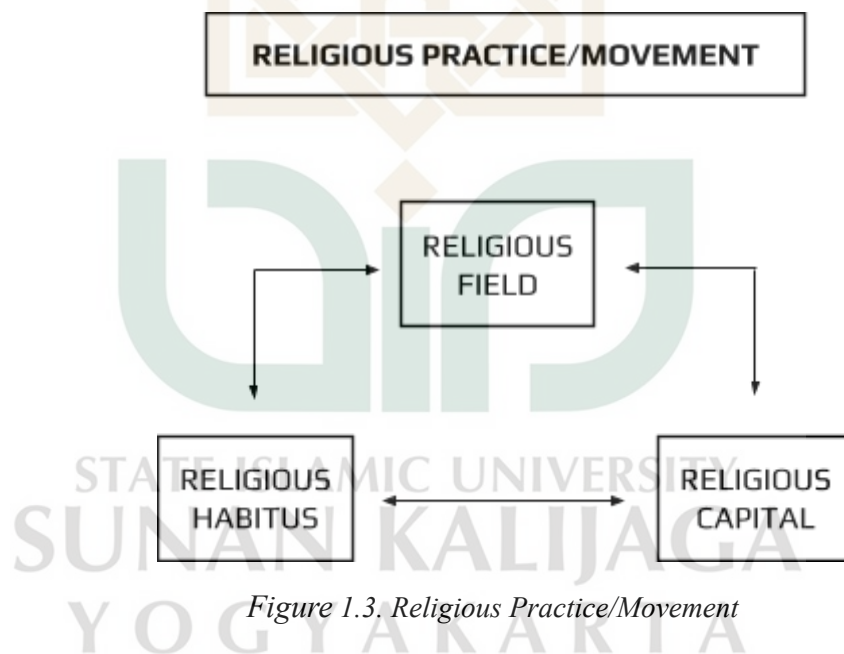 RELIGIOUS PRACTICE/MOVEMENT
RELIGIOUS
FIELD
RELIGIOUS
HABITUS
RELIGIOUS
CAPITAL
STATE ISLAMIC UNIVERSITY
SUNAN KALIJAGA
YOGYAKARTA
Figure 1.3. Religious Practice/Movement